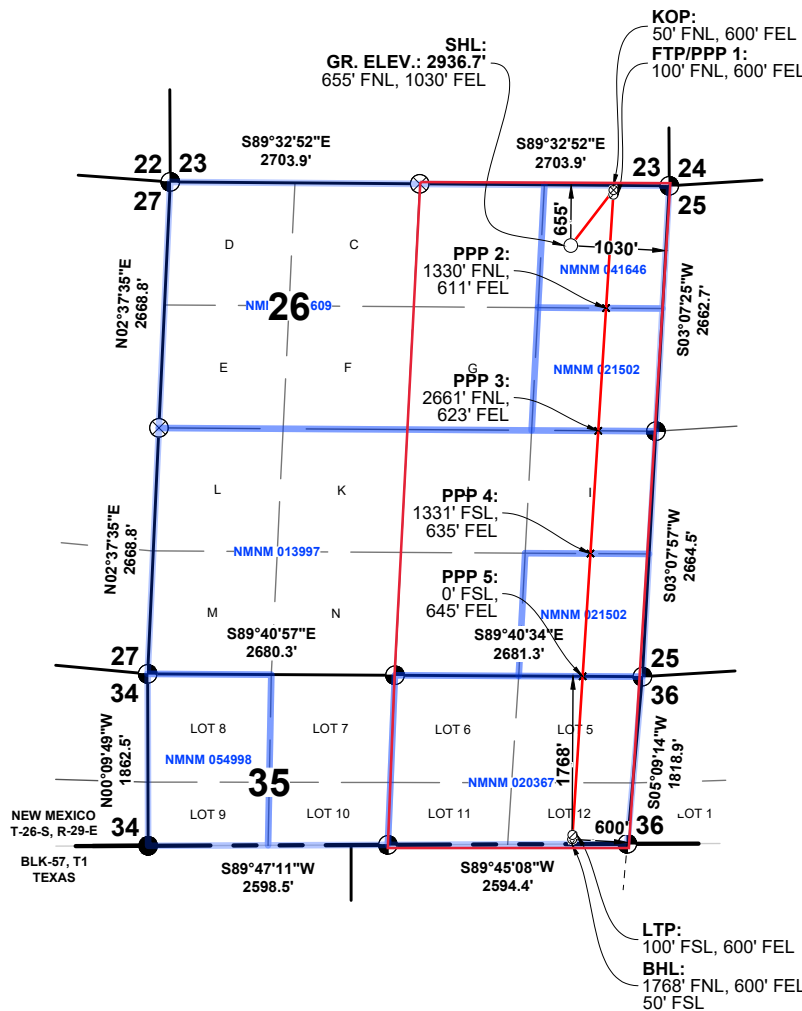 KOP:
50' FNL, 600' FEL
FTP/PPP 1:
100' FNL, 600' FEL
SHL:
GR. ELEV.: 2936.7'
655' FNL, 1030' FEL
S89°32'52"E
2703.9'
S89°32'52"E
2703.9'
22 23
27
23 24
25
655'
1030'
D
C
NMNM 041646
PPP 2:
1330' FNL,
611' FEL
N02°37'35"E
2668.8'
26
609
S03°07'25"W
2662.7'
E
F
G
NMNM 021502
PPP 3:
2661' FNL,
623' FEL
L
K
I
PPP 4:
1331' FSL,
635' FEL
N02°37'35"E
2668.8'
NMNM 013997
S03°07'57"W
2664.5'
PPP 5:
0' FSL,
645' FEL
M
N
NMNM 021502
S89°40'57"E
2680.3'
S89°40'34"E
2681.3'
27
34
25
36
N00°09'49"W
1862.5'
LOT 8
LOT 7
LOT 6
LOT 5
NMNM 054998
35
1768'
NMNM 020367
S05°09'14"W
1818.9'
LOT 9
LOT 10
LOT 11
LOT 12
LOT 1
NEW MEXICO
T-26-S, R-29-E
34
600'
36
BLK-57, T1
TEXAS
S89°47'11"W
2598.5'
S89°45'08"W
2594.4'
LTP:
100' FSL, 600' FEL
BHL:
1768' FNL, 600' FEL
50' FSL